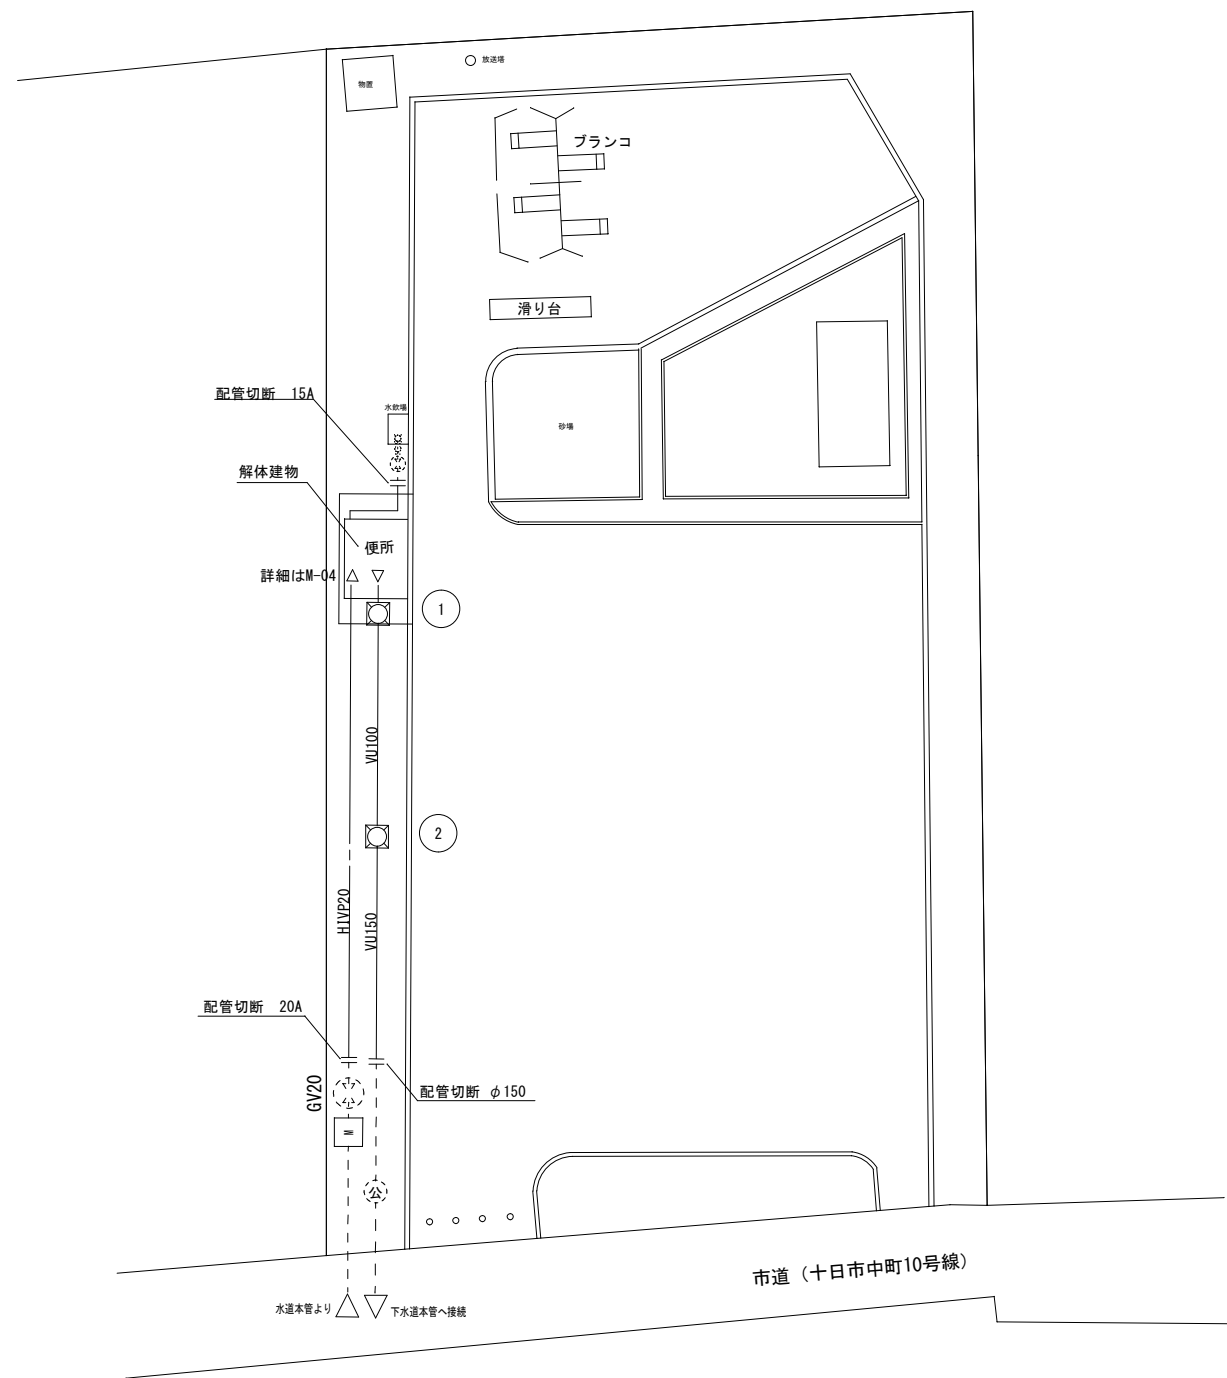 放送塔
物置
ブランコ
滑り台
配管切断 15A
水飲場
砂場
解体建物
便所
詳細はM-04
1
VU100
2
HIVP20
VU150
配管切断 20A
GV20
配管切断 φ150
M
公
市道（十日市中町10号線）
水道本管より
下水道本管へ接続